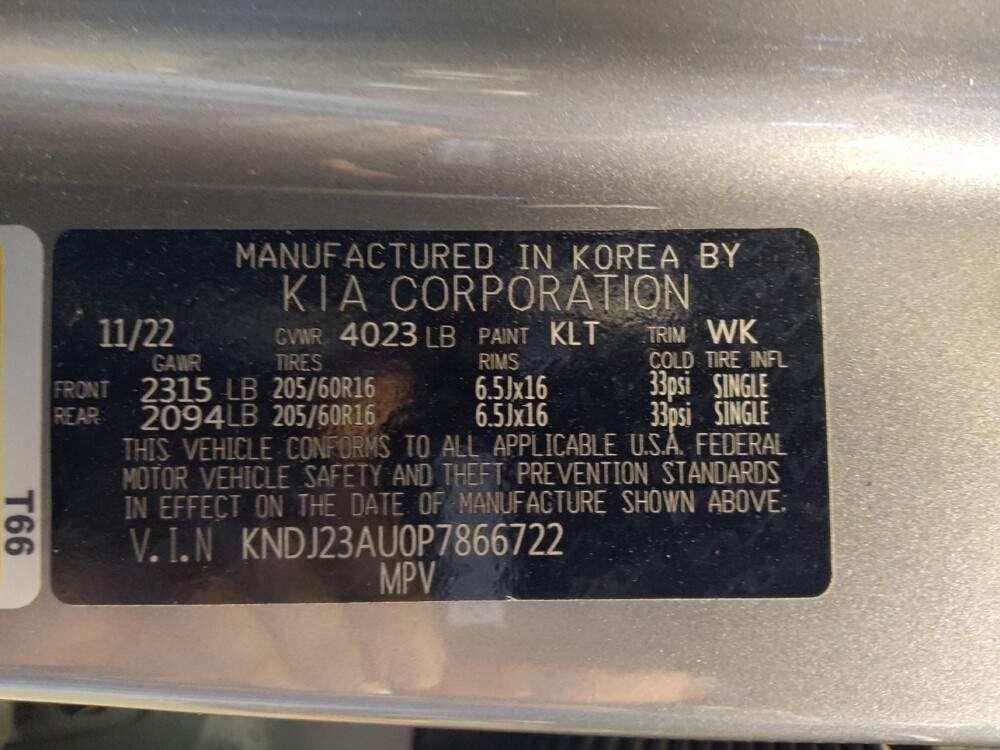 MANUFACTURED IN KOREA BY
KIA CORPORATION
11/22 GVWR 4023 LB PAINT KLT TRIM WK
GAWR TIRES RIMS COLD TIRE INFL
FRONT 2315 LB 205/60R16 6.5Jx16 33psi SINGLE
REAR 2094 LB 205/60R16 6.5Jx16 33psi SINGLE
THIS VEHICLE CONFORMS TO ALL APPLICABLE U.S.A. FEDERAL
MOTOR VEHICLE SAFETY AND THEFT PREVENTION STANDARDS
IN EFFECT ON THE DATE OF MANUFACTURE SHOWN ABOVE.
V.I.N KNDJ23AU0P7866722
MPV
T66